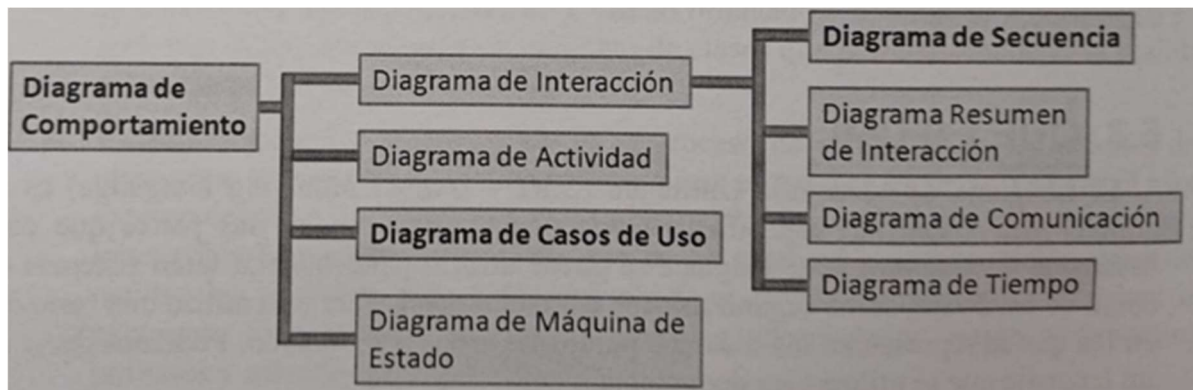 Diagrama de
Comportamiento
Diagrama de Interacción
Diagrama de Actividad
Diagrama de Casos de Uso
Diagrama de Máquina de
Estado
Diagrama de Secuencia
Diagrama Resumen
de Interacción
Diagrama de Comunicación
Diagrama de Tiempo